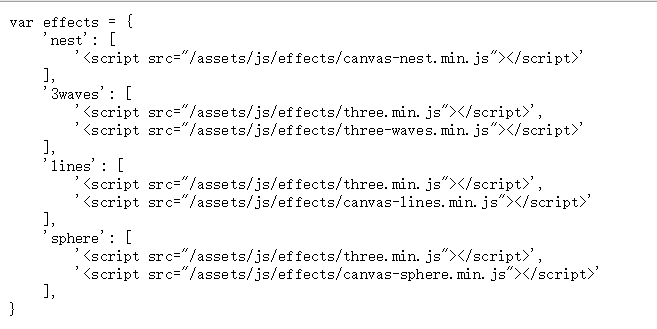 var effects = {
    'nest': [
        '<script src="/assets/js/effects/canvas-nest.min.js"></script>'
    ],
    '3waves': [
        '<script src="/assets/js/effects/three.min.js"></script>',
        '<script src="/assets/js/effects/three-waves.min.js"></script>'
    ],
    'lines': [
        '<script src="/assets/js/effects/three.min.js"></script>',
        '<script src="/assets/js/effects/canvas-lines.min.js"></script>'
    ],
    'sphere': [
        '<script src="/assets/js/effects/three.min.js"></script>',
        '<script src="/assets/js/effects/canvas-sphere.min.js"></script>'
    ],
}